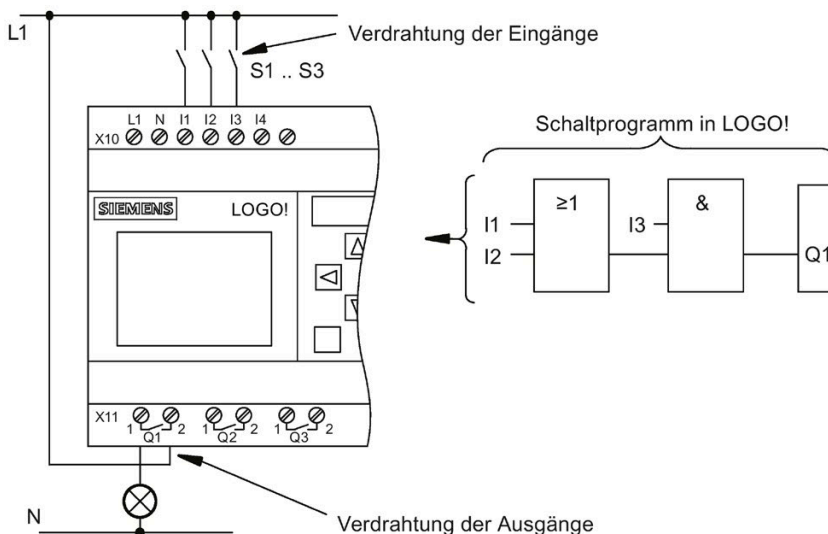 L1
Verdrahtung der Eingänge
S1 .. S3
L1 N I1 I2 I3 I4
X10
Schaltprogramm in LOGO!
SIEMENS LOGO!
≥1 &
I1 I3
I2 Q1
X11
1 Q1 2 1 Q2 2 1 Q3 2
N
Verdrahtung der Ausgänge